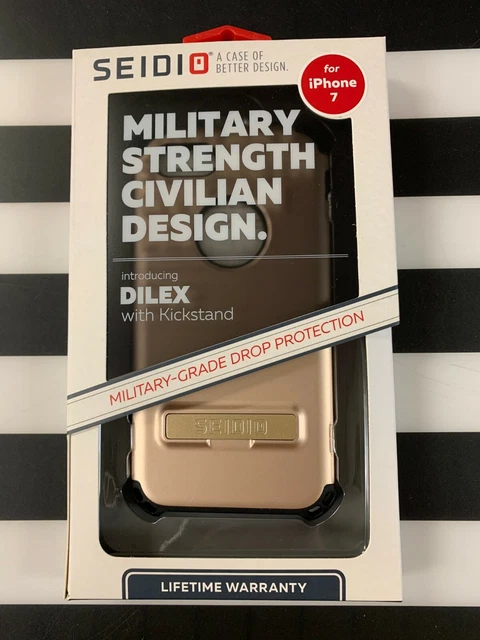 SEIDIO®
A CASE OF
BETTER DESIGN.
for
iPhone
7
MILITARY
STRENGTH
CIVILIAN
DESIGN.
introducing
DILEX
with Kickstand
MILITARY-GRADE DROP PROTECTION
SEIDIO
LIFETIME WARRANTY